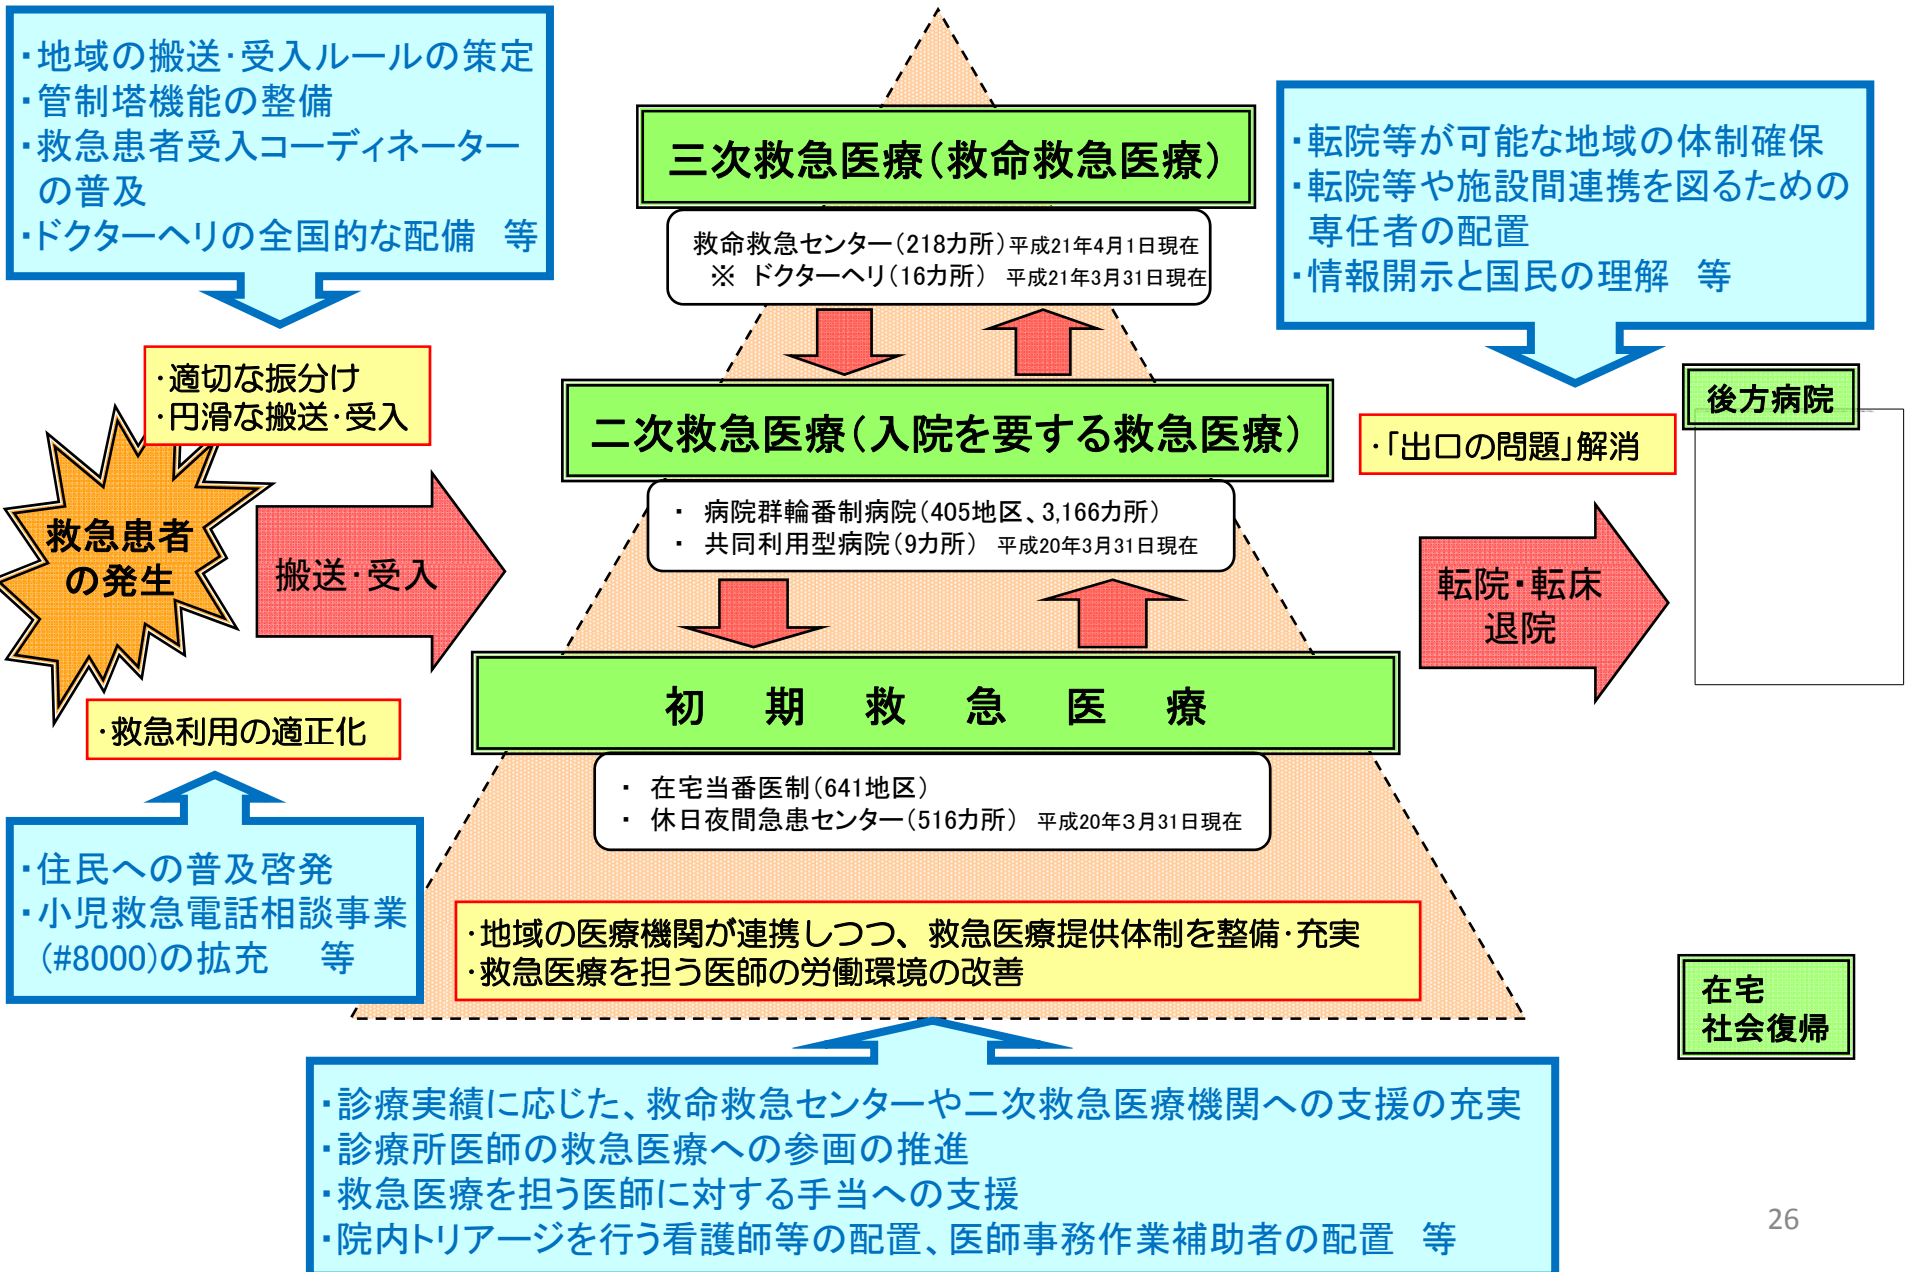 ・地域の搬送・受入ルールの策定
・管制塔機能の整備
・救急患者受入コーディネーター
の普及
・ドクターヘリの全国的な配備　等
・適切な振分け
・円滑な搬送・受入
救急患者
の発生
搬送・受入
・救急利用の適正化
・住民への普及啓発
・小児救急電話相談事業
(#8000)の拡充　等
三次救急医療（救命救急医療）
救命救急センター（218カ所）平成21年4月1日現在
※　ドクターヘリ（16カ所）　平成21年3月31日現在
二次救急医療（入院を要する救急医療）
・　病院群輪番制病院（405地区、3,166カ所）
・　共同利用型病院（9カ所）　平成20年3月31日現在
初　期　救　急　医　療
・　在宅当番医制（641地区）
・　休日夜間急患センター（516カ所）　平成20年3月31日現在
・地域の医療機関が連携しつつ、救急医療提供体制を整備・充実
・救急医療を担う医師の労働環境の改善
・診療実績に応じた、救命救急センターや二次救急医療機関への支援の充実
・診療所医師の救急医療への参画の推進
・救急医療を担う医師に対する手当への支援
・院内トリアージを行う看護師等の配置、医師事務作業補助者の配置　等
・転院等が可能な地域の体制確保
・転院等や施設間連携を図るための
専任者の配置
・情報開示と国民の理解　等
・「出口の問題」解消
転院・転床
退院
後方病院
在宅
社会復帰
26